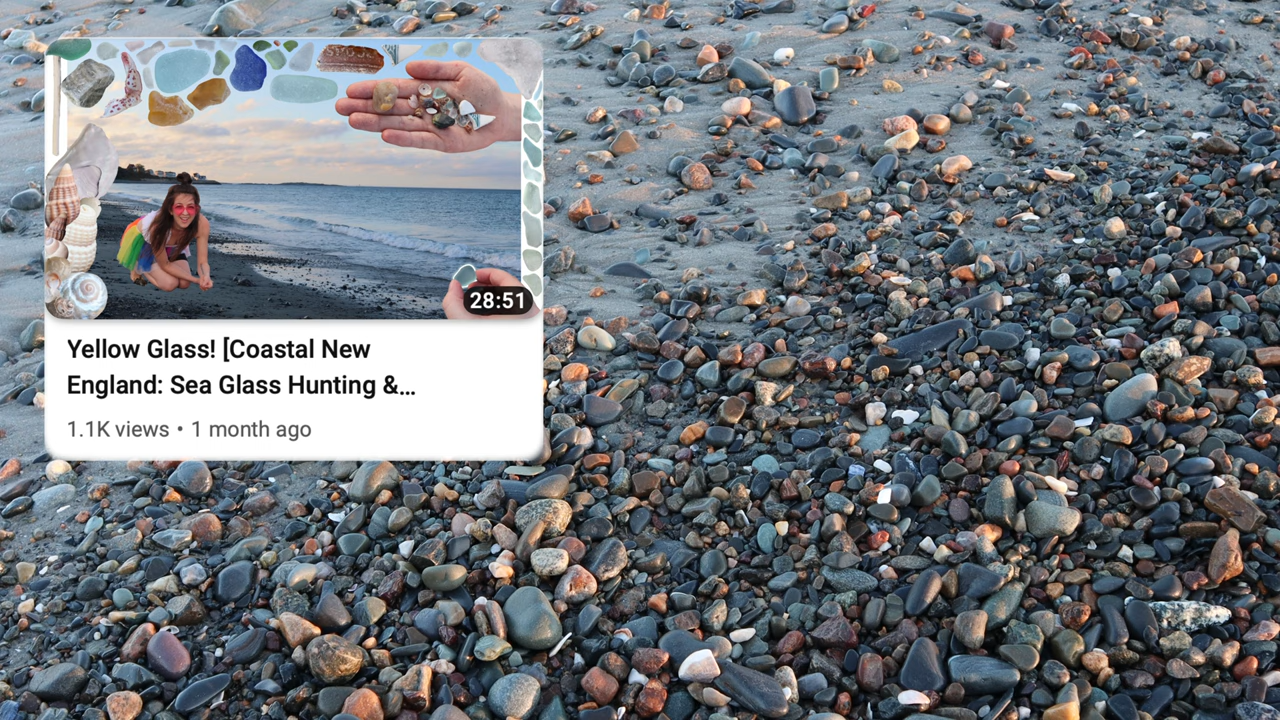 28:51
Yellow Glass! [Coastal New
England: Sea Glass Hunting &...
1.1K views • 1 month ago